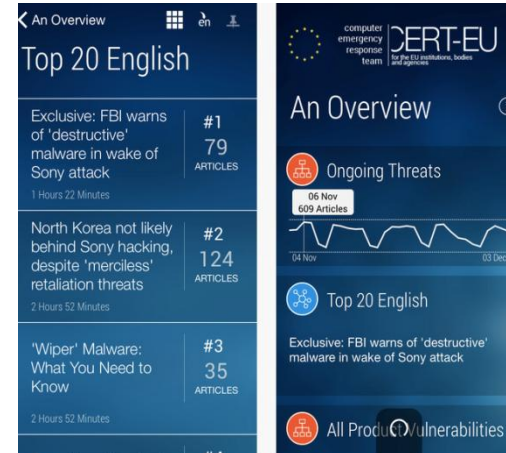 An Overview
èn
Top 20 English
Exclusive: FBI warns
of 'destructive'
malware in wake of
Sony attack
1 Hours 22 Minutes
#1
79
ARTICLES
North Korea not likely
behind Sony hacking,
despite 'merciless'
retaliation threats
2 Hours 52 Minutes
#2
124
ARTICLES
'Wiper' Malware:
What You Need to
Know
2 Hours 52 Minutes
#3
35
ARTICLES
computer
emergency
response
team
CERT-EU
for the EU institutions, bodies
and agencies
An Overview
Ongoing Threats
06 Nov
609 Articles
04 Nov
03 Dec
Top 20 English
Exclusive: FBI warns of 'destructive'
malware in wake of Sony attack
All Product Vulnerabilities